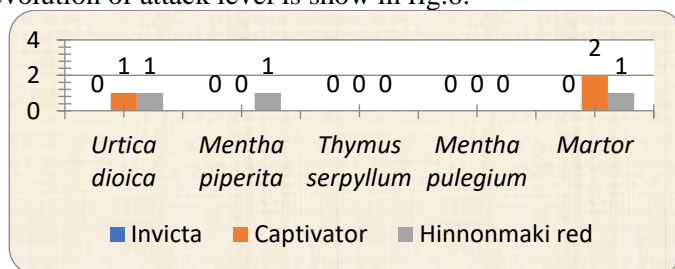 evolution of attack level is show in fig.6.
4
2
0
0 1 1 0 0 1 0 0 0 0 0 0 0 2 1
Urtica dioica
Mentha piperita
Thymus serpyllum
Mentha pulegium
Martor
Invicta Captivator Hinnonmaki red